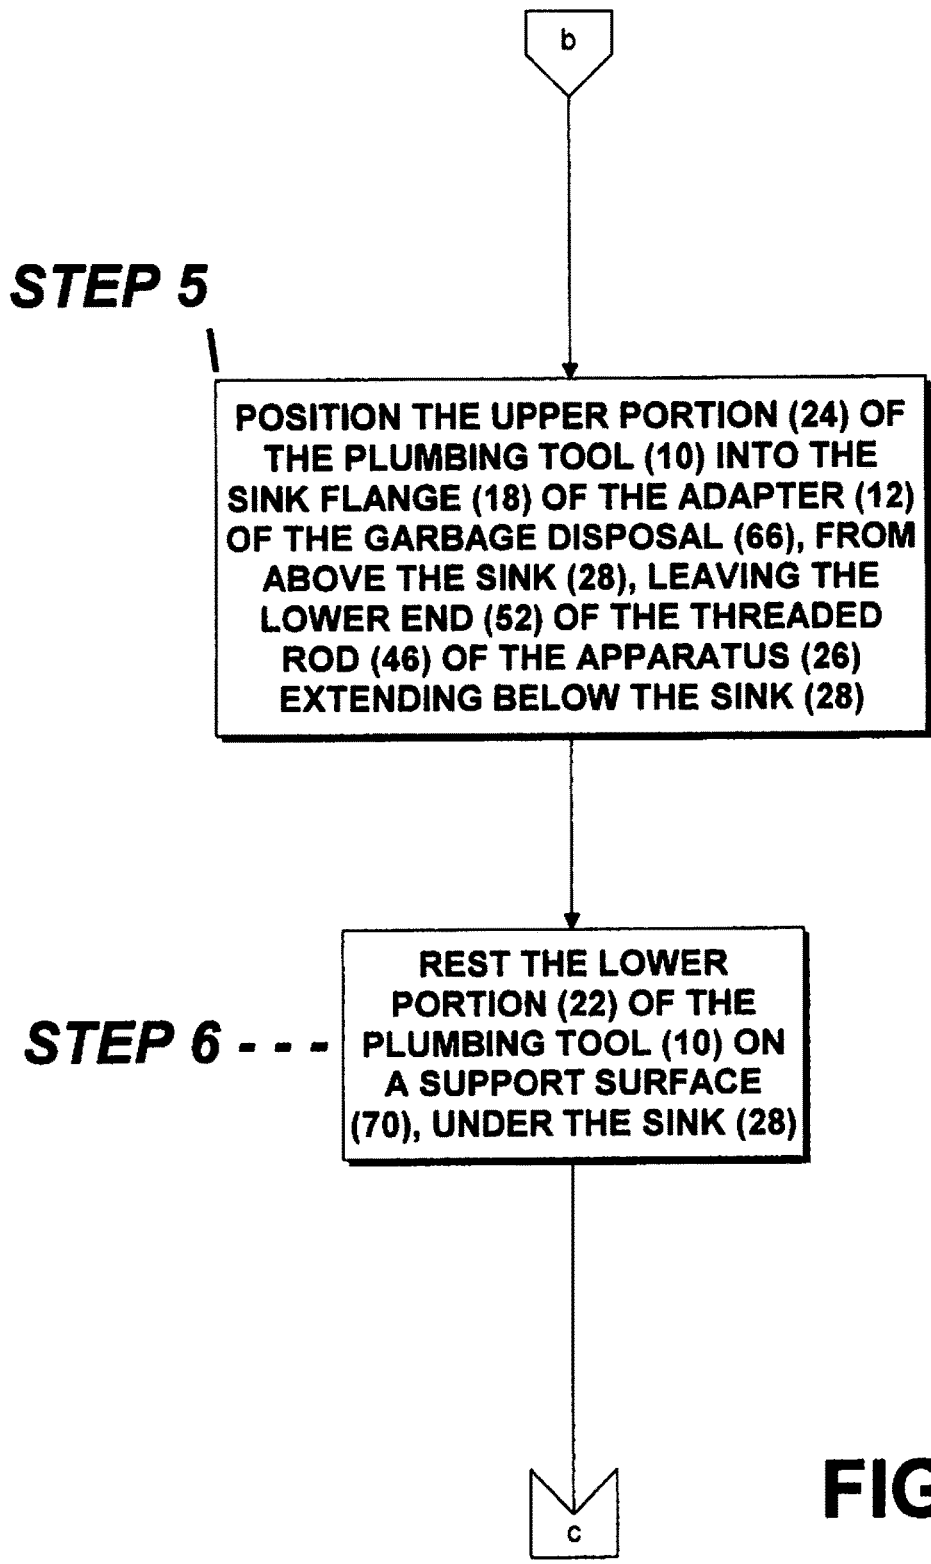 b
STEP 5
POSITION THE UPPER PORTION (24) OF
THE PLUMBING TOOL (10) INTO THE
SINK FLANGE (18) OF THE ADAPTER (12)
OF THE GARBAGE DISPOSAL (66), FROM
ABOVE THE SINK (28), LEAVING THE
LOWER END (52) OF THE THREADED
ROD (46) OF THE APPARATUS (26)
EXTENDING BELOW THE SINK (28)
REST THE LOWER
PORTION (22) OF THE
STEP 6 - - -
PLUMBING TOOL (10) ON
A SUPPORT SURFACE
(70), UNDER THE SINK (28)
FIG
c